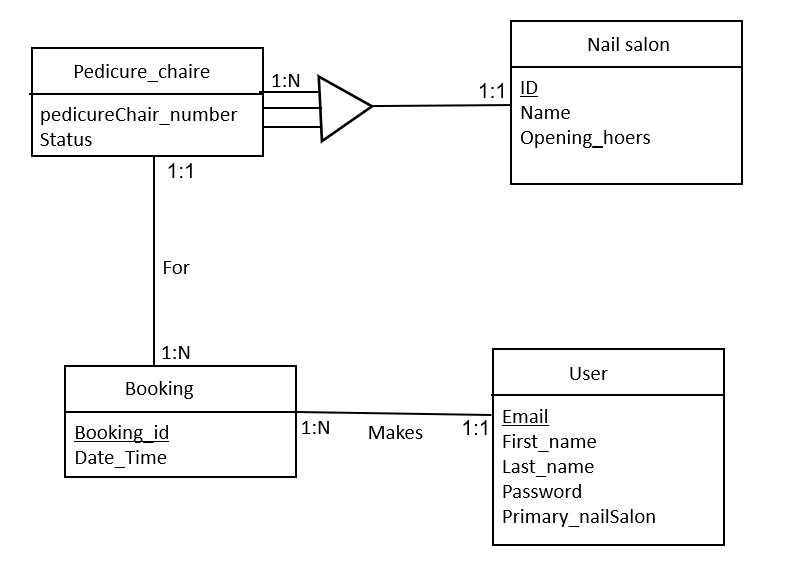 Pedicure_chaire
pedicureChair_number
Status
1:N
1:1
Nail salon
ID
Name
Opening_hoers
1:1
For
1:N
Booking
Booking_id
Date_Time
1:N
Makes
1:1
User
Email
First_name
Last_name
Password
Primary_nailSalon